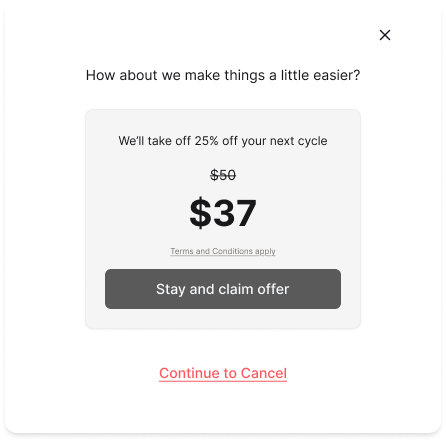 How about we make things a little easier?
We'll take off 25% off your next cycle
$50
$37
Terms and Conditions apply
Stay and claim offer
Continue to Cancel